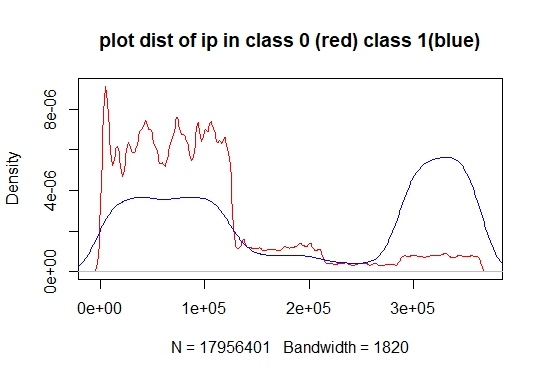 plot dist of ip in class 0 (red) class 1(blue)
Density
8e-06
4e-06
0e+00
0e+00 1e+05 2e+05 3e+05
N = 17956401 Bandwidth = 1820